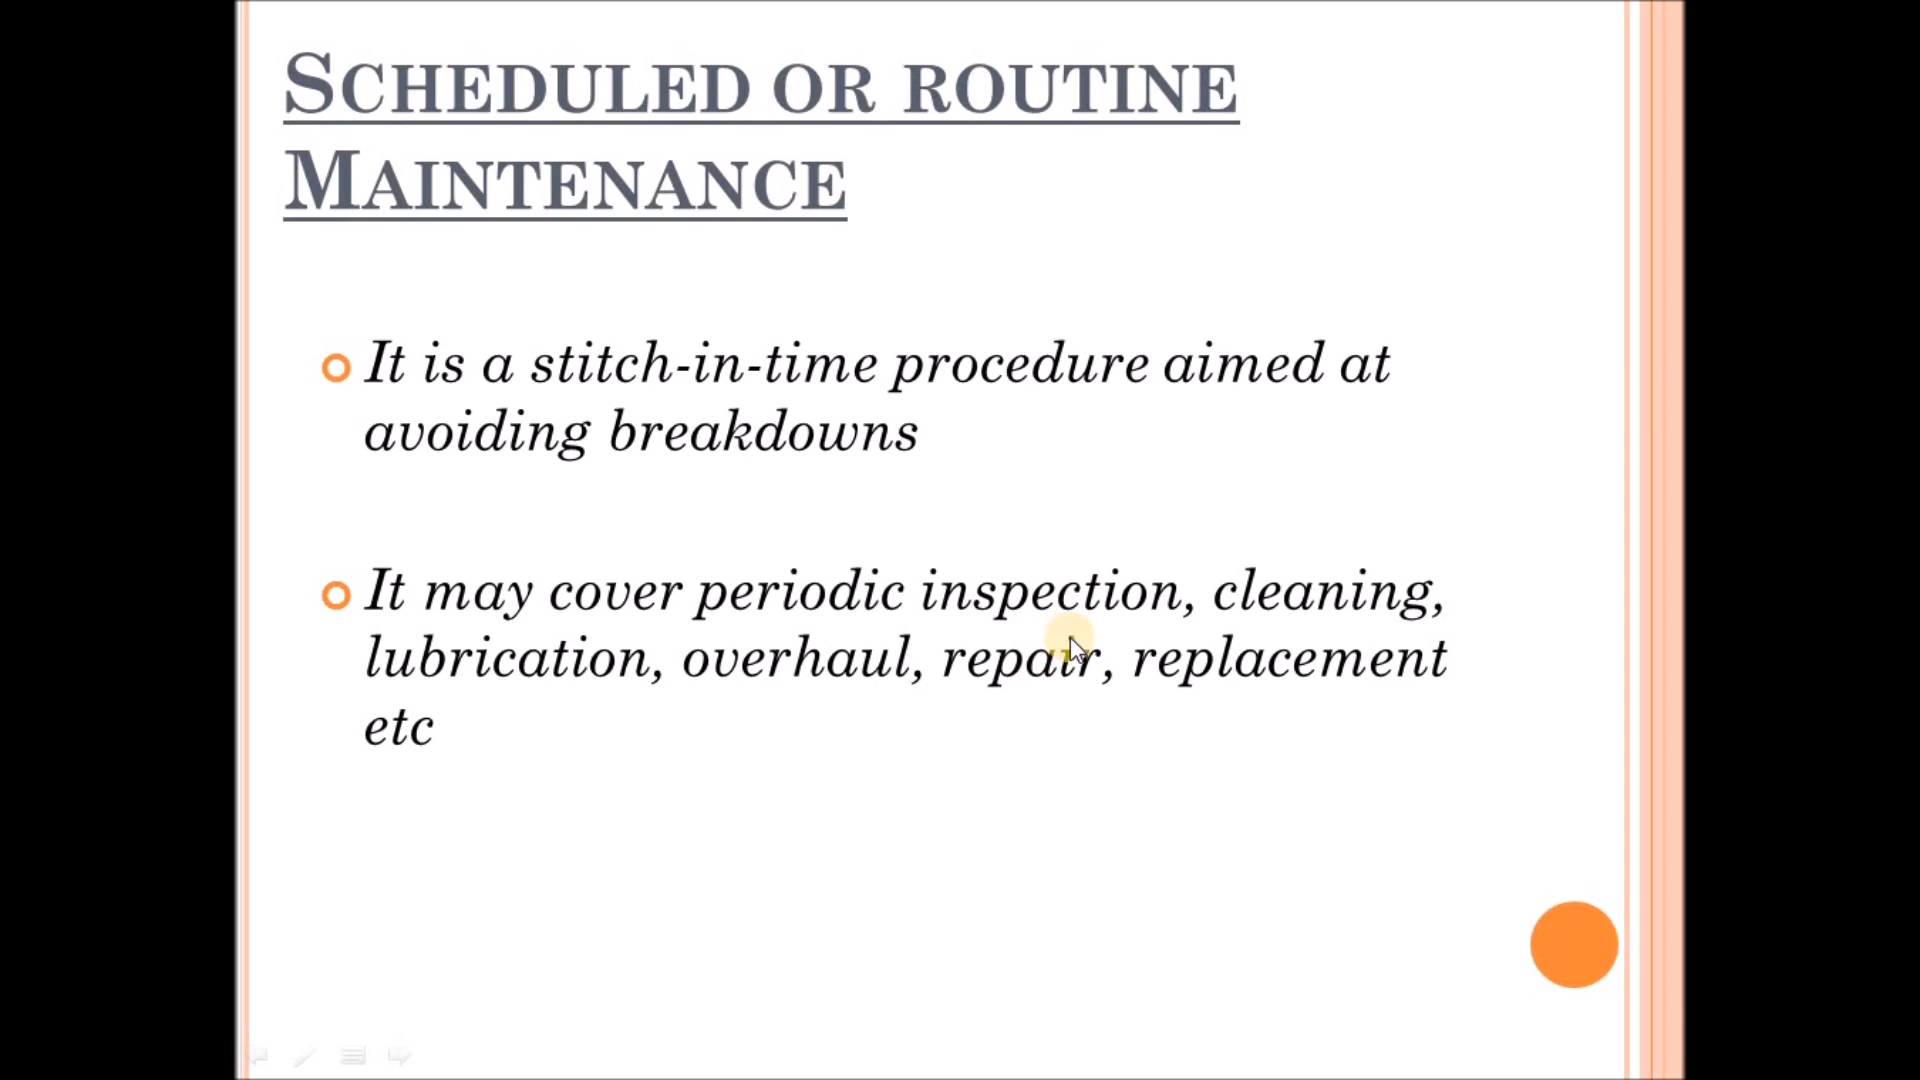 SCHEDULED OR ROUTINE
MAINTENANCE
It is a stitch-in-time procedure aimed at
avoiding breakdowns
It may cover periodic inspection, cleaning,
lubrication, overhaul, repair, replacement
etc